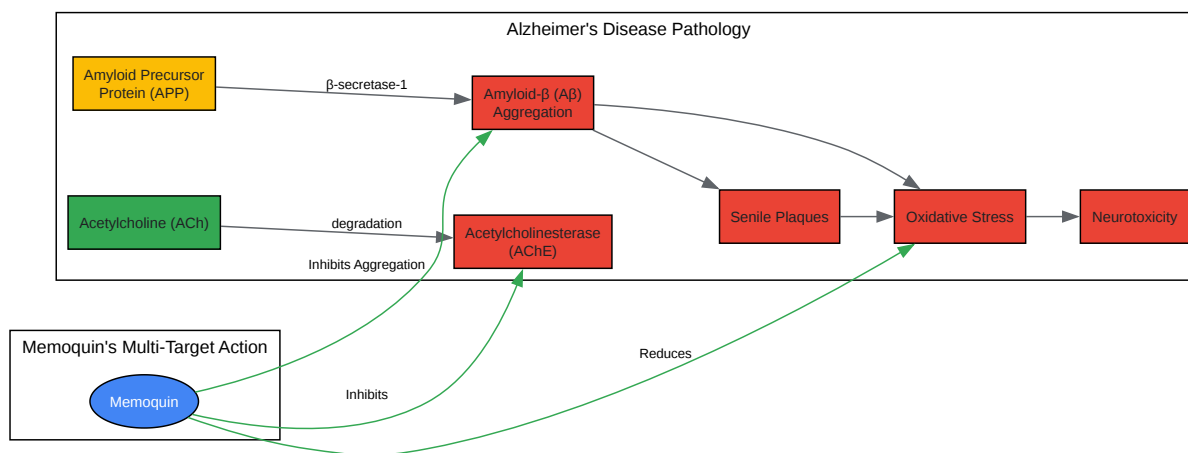 Alzheimer's Disease Pathology
Amyloid Precursor
Protein (APP)
β-secretase-1
Amyloid-β (Aβ)
Aggregation
Acetylcholine (ACh)
degradation
Acetylcholinesterase
(AChE)
Senile Plaques
Oxidative Stress
Neurotoxicity
Inhibits Aggregation
Memoquin's Multi-Target Action
Memoquin
Inhibits
Reduces